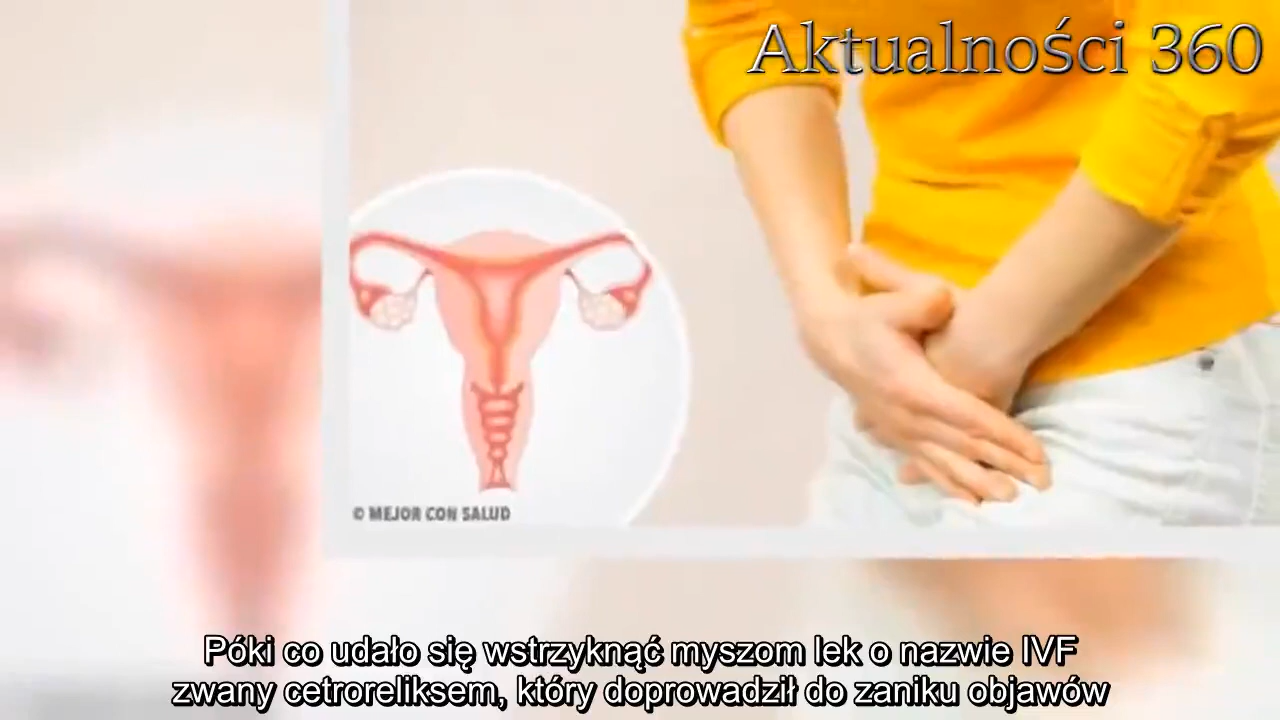 Aktualności 360
© MEJOR CON SALUD
Póki co udało się wstrzyknąć myszom lek o nazwie IVF
zwany cetroreliksem, który doprowadził do zaniku objawów